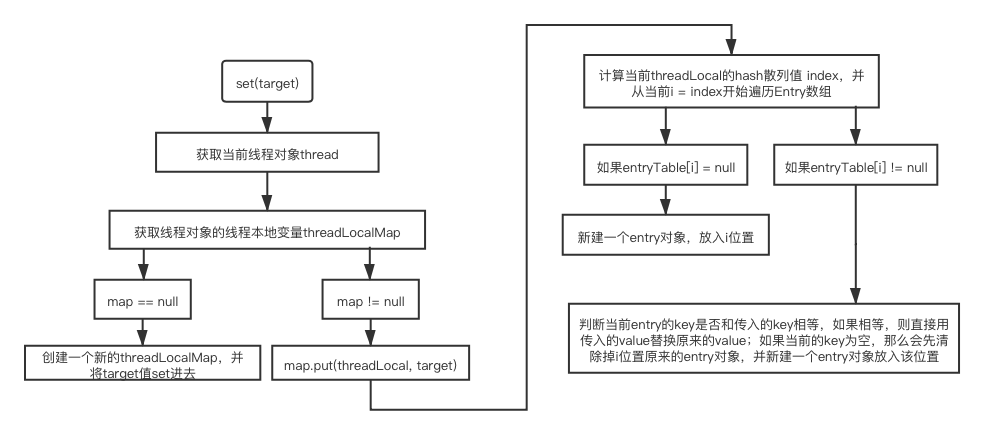 set(target)
获取当前线程对象thread
获取线程对象的线程本地变量threadLocalMap
map == null
map != null
创建一个新的threadLocalMap，并
将target值set进去
map.put(threadLocal, target)
计算当前threadLocal的hash散列值 index，并
从当前i = index开始遍历Entry数组
如果entryTable[i] = null
如果entryTable[i] != null
新建一个entry对象，放入i位置
判断当前entry的key是否和传入的key相等，如果相等，则直接用
传入的value替换原来的value；如果当前的key为空，那么会先清
除掉i位置原来的entry对象，并新建一个entry对象放入该位置